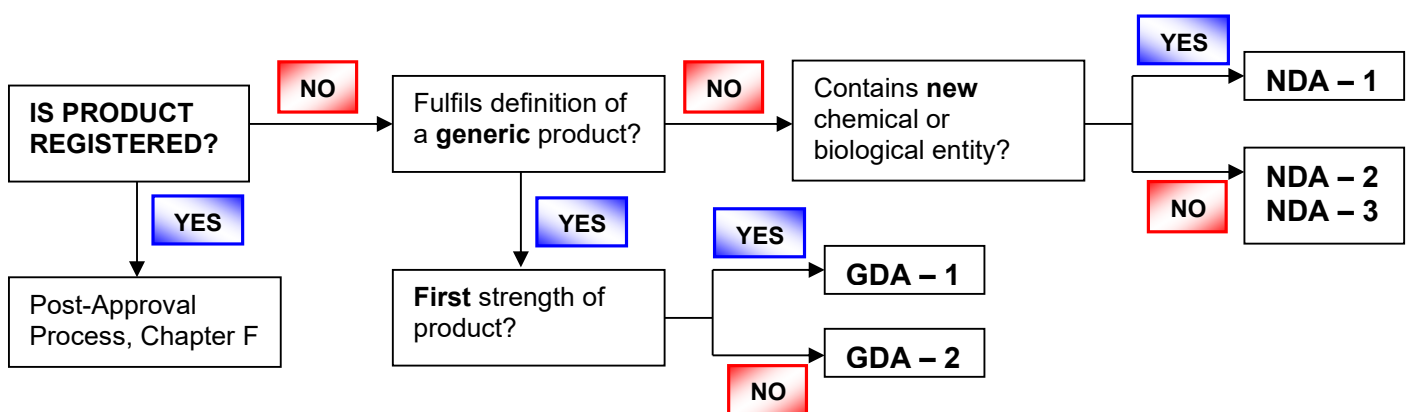 IS PRODUCT
REGISTERED?
NO
Fulfils definition of
a generic product?
NO
Contains new
chemical or
biological entity?
YES
NDA – 1
NO
NDA – 2
NDA – 3
YES
Post-Approval
Process, Chapter F
YES
First strength of
product?
YES
GDA – 1
NO
GDA – 2